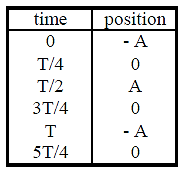 time position
0 - A
T/4 0
T/2 A
3T/4 0
T - A
5T/4 0